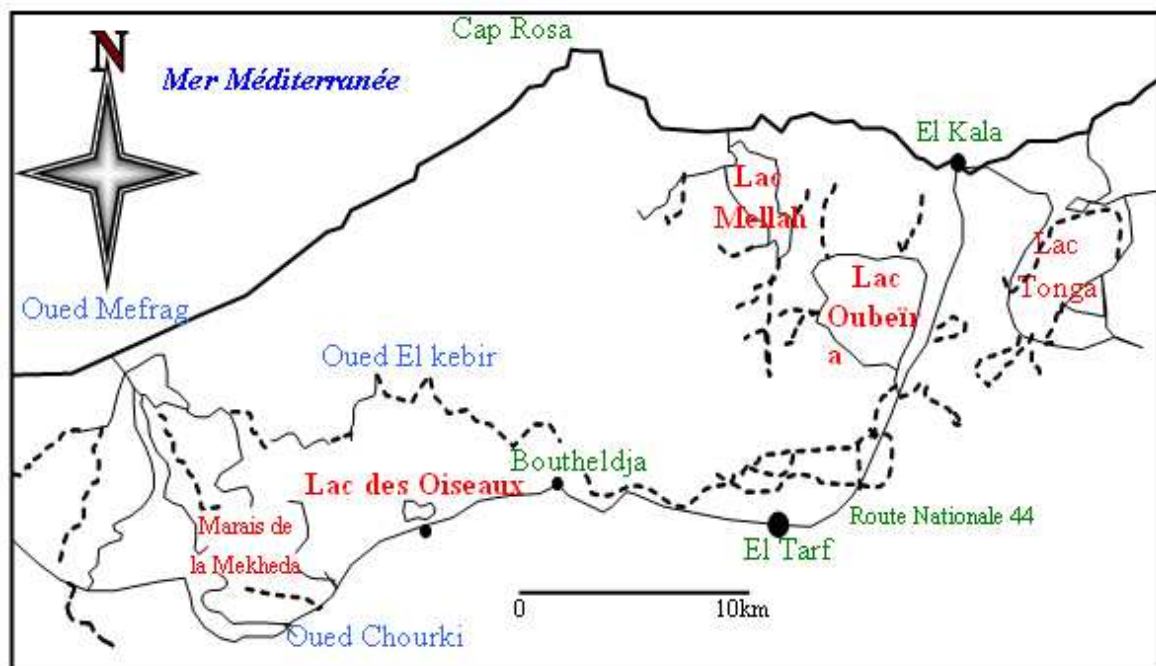 Cap Rosa
N
Mer Méditerranée
El Kala
Lac
Mellah
Lac
Tonga
Lac
Oubeïr
a
Oued Mefrag
Oued El kebir
Boutheldja
Lac des Oiseaux
Marais de
la Mekheda
Route Nationale 44
El Tarf
0 10km
Oued Chourki